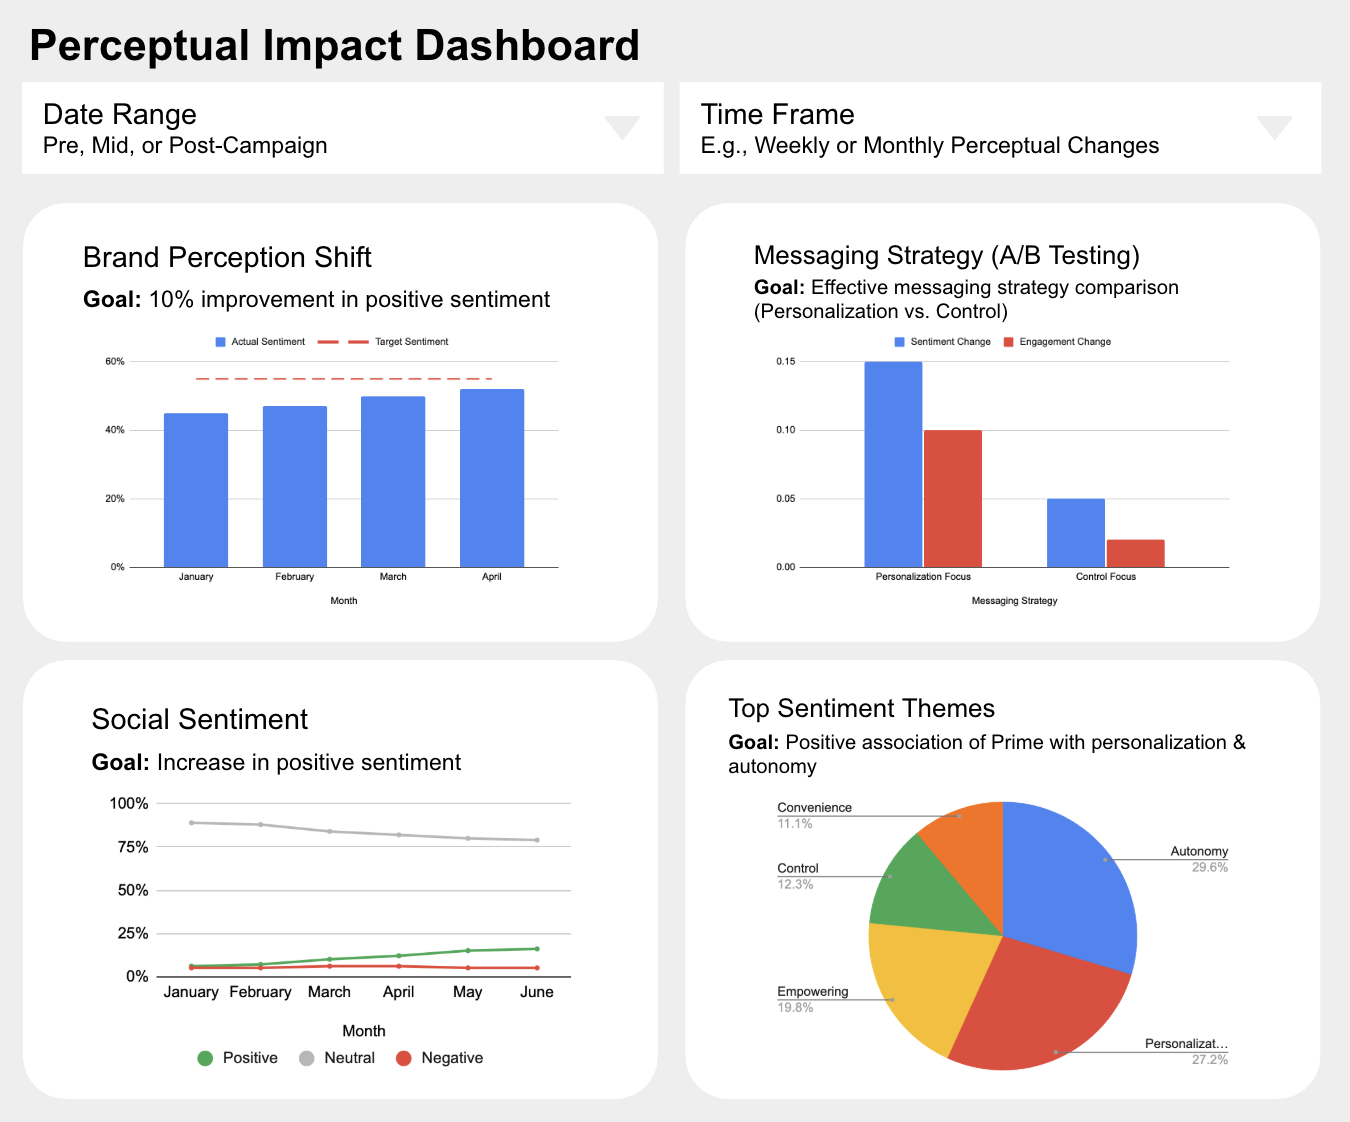 Perceptual Impact Dashboard
Date Range
Pre, Mid, or Post-Campaign
Time Frame
E.g., Weekly or Monthly Perceptual Changes
Brand Perception Shift
Goal: 10% improvement in positive sentiment
Actual Sentiment Target Sentiment
60%
40%
20%
0%
January February March April
Month
Messaging Strategy (A/B Testing)
Goal: Effective messaging strategy comparison
(Personalization vs. Control)
Sentiment Change Engagement Change
0.15
0.10
0.05
0.00
Personalization Focus Control Focus
Messaging Strategy
Social Sentiment
Goal: Increase in positive sentiment
100%
75%
50%
25%
0%
January February March April May June
Month
Positive Neutral Negative
Top Sentiment Themes
Goal: Positive association of Prime with personalization &
autonomy
Convenience
11.1%
Control
12.3%
Empowering
19.8%
Autonomy
29.6%
Personalizat...
27.2%